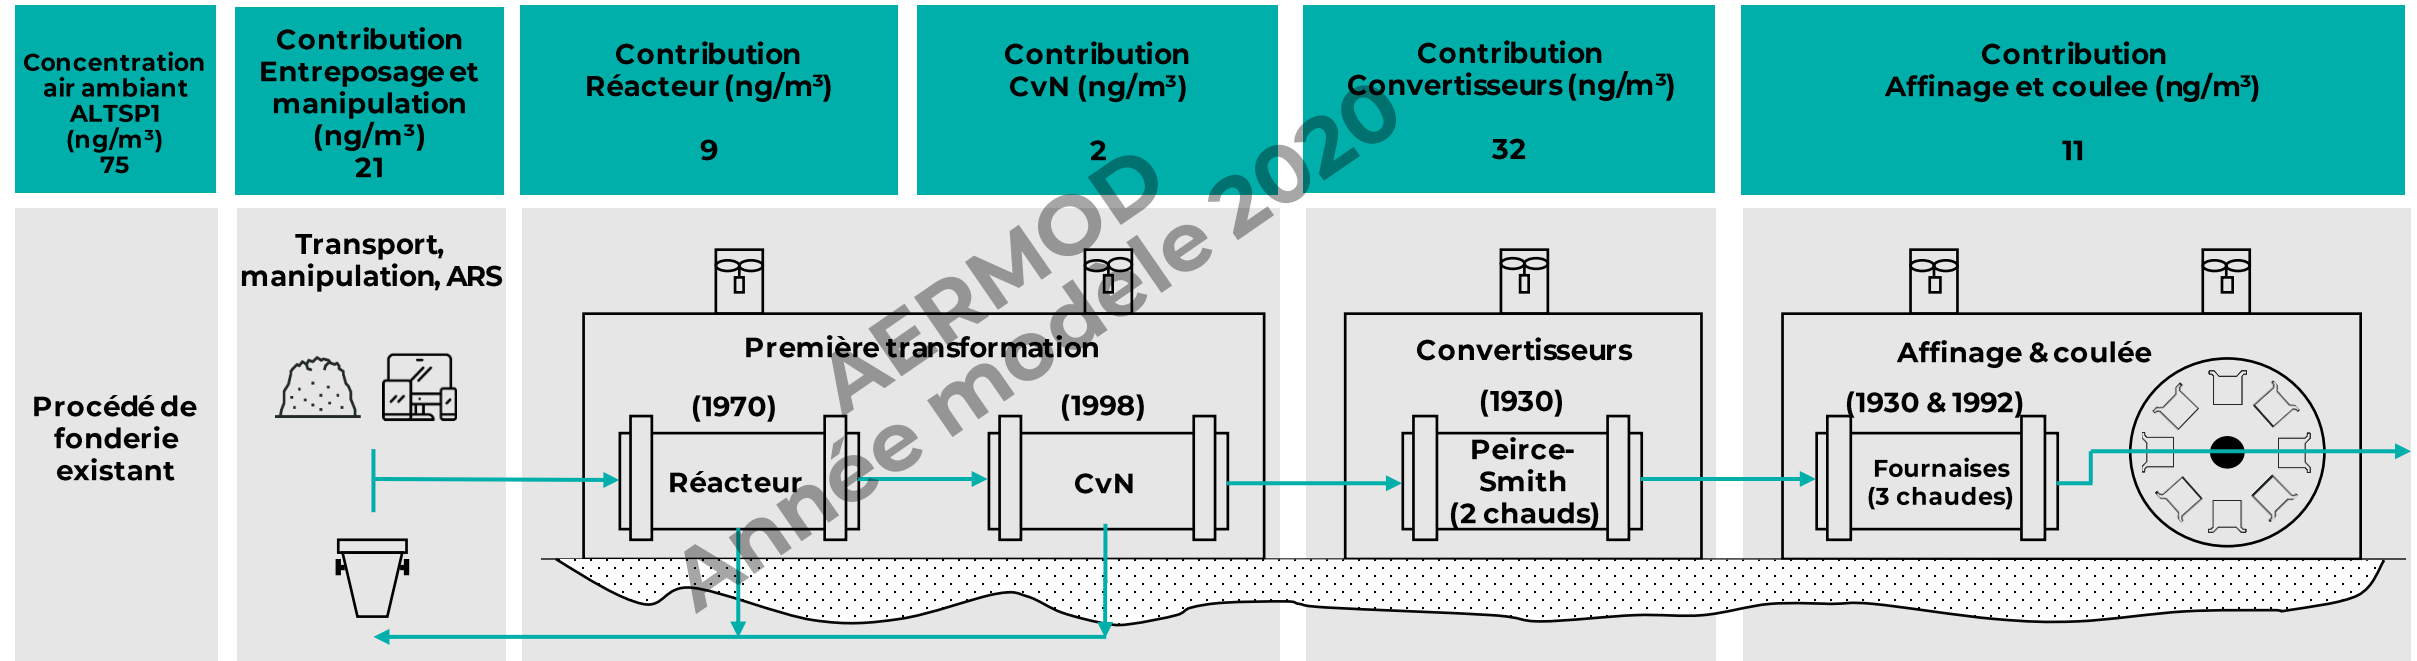 Concentration
air ambiant
ALTSP1
(ng/m³)
75
Contribution
Entreposage et
manipulation
(ng/m³)
21
Contribution
Réacteur (ng/m³)
9
Contribution
CvN (ng/m³)
2
Contribution
Convertisseurs (ng/m³)
32
Contribution
Affinage et coulee (ng/m³)
11
Procédé de
fonderie
existant
Transport,
manipulation, ARS
Première transformation
(1970)
Réacteur
(1998)
CvN
Convertisseurs
(1930)
Peirce-
Smith
(2 chauds)
Affinage & coulée
(1930 & 1992)
Fournaises
(3 chaudes)
AERMOD
Année modèle 2020